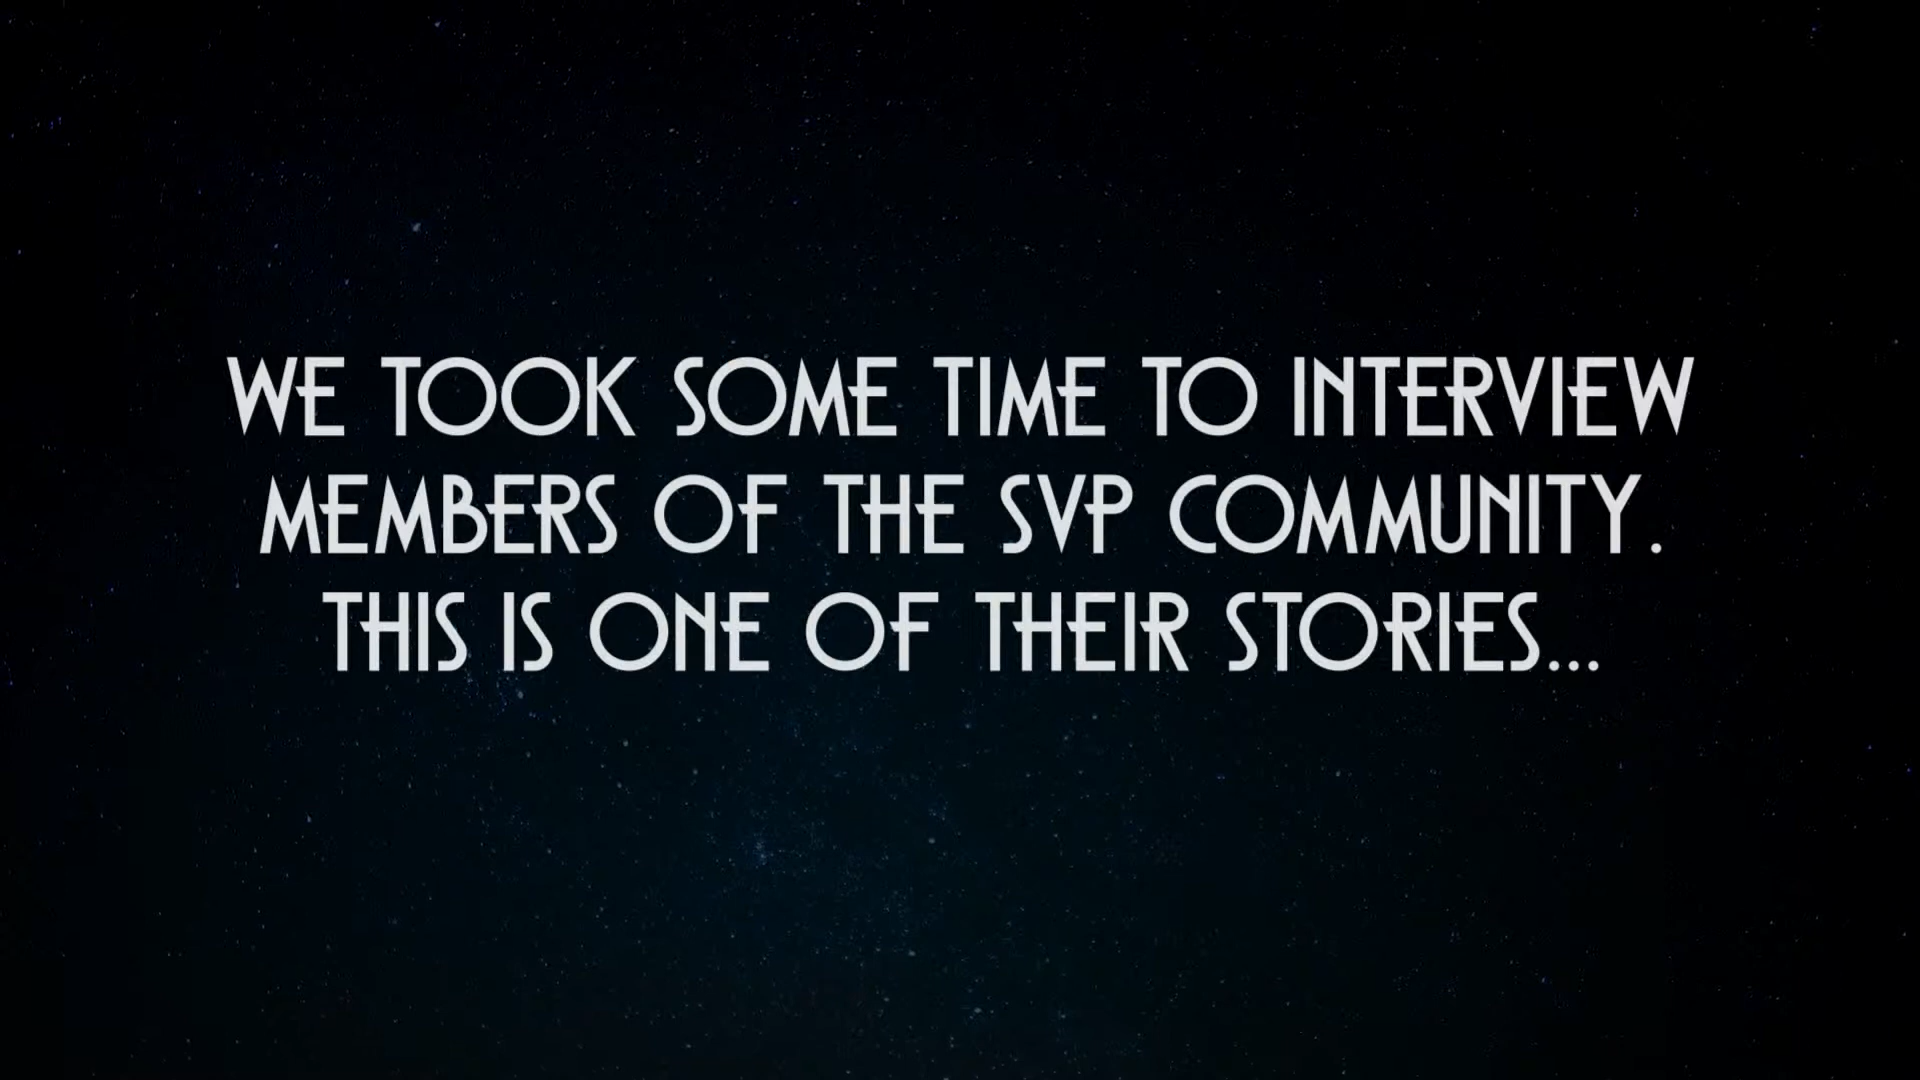 WE TOOK SOME TIME TO INTERVIEW
MEMBERS OF THE SVP COMMUNITY.
THIS IS ONE OF THEIR STORIES...